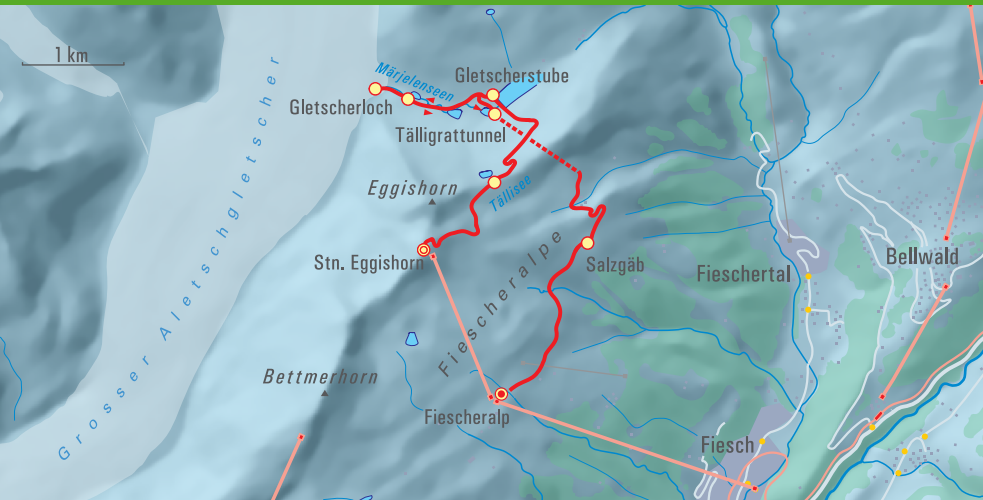 1 km
Märjelenseen
Gletscherstube
Gletscherloch
Tälligrattunnel
Eggishorn
Tällisee
Stn. Eggishorn
Salzgäb
Fieschertal
Bellwald
Fiescheralpe
Grosser Aletschgletscher
Bettmerhorn
Fiescheralp
Fiesch